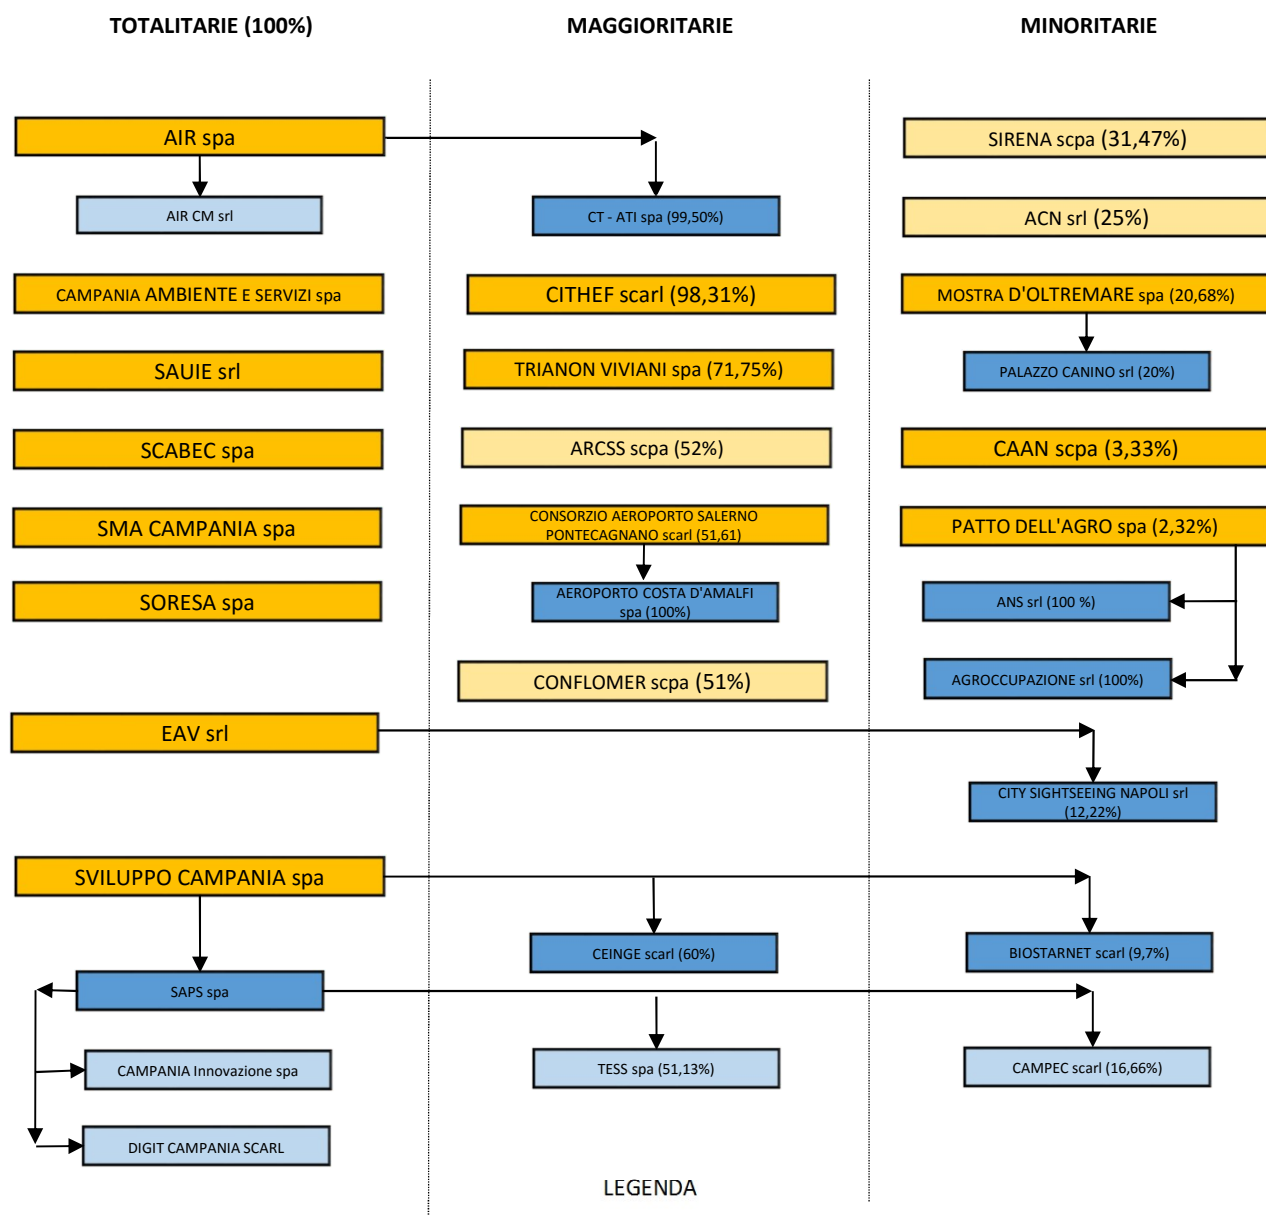 TOTALITARIE (100%)
MAGGIORITARIE
MINORITARIE
AIR spa
SIRENA scpa (31,47%)
AIR CM srl
CT - ATI spa (99,50%)
ACN srl (25%)
CAMPANIA AMBIENTE E SERVIZI spa
CITHEF scarl (98,31%)
MOSTRA D'OLTREMARE spa (20,68%)
SAUIE srl
TRIANON VIVIANI spa (71,75%)
PALAZZO CANINO srl (20%)
SCABEC spa
ARCSS scpa (52%)
CAAN scpa (3,33%)
SMA CAMPANIA spa
CONSORZIO AEROPORTO SALERNO
PONTECAGNANO scarl (51,61)
PATTO DELL'AGRO spa (2,32%)
SORESA spa
AEROPORTO COSTA D'AMALFI
spa (100%)
ANS srl (100 %)
CONFLOMER scpa (51%)
AGROCCUPAZIONE srl (100%)
EAV srl
CITY SIGHTSEEING NAPOLI srl
(12,22%)
SVILUPPO CAMPANIA spa
CEINGE scarl (60%)
BIOSTARNET scarl (9,7%)
SAPS spa
CAMPANIA Innovazione spa
TESS spa (51,13%)
CAMPEC scarl (16,66%)
DIGIT CAMPANIA SCARL
LEGENDA